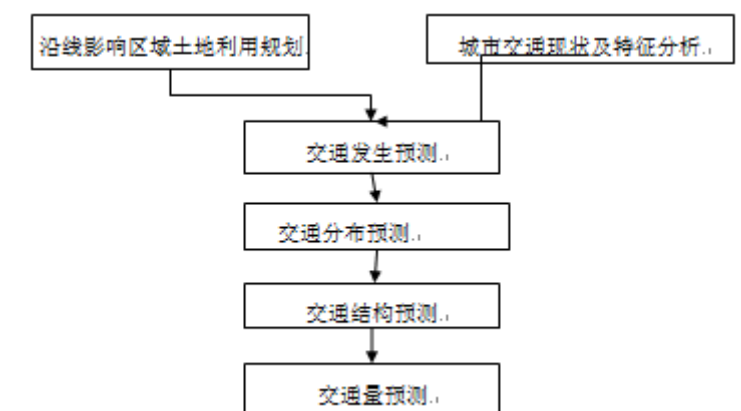 沿线影响区域土地利用规划
城市交通现状及特征分析
交通发生预测
交通分布预测
交通结构预测
交通量预测